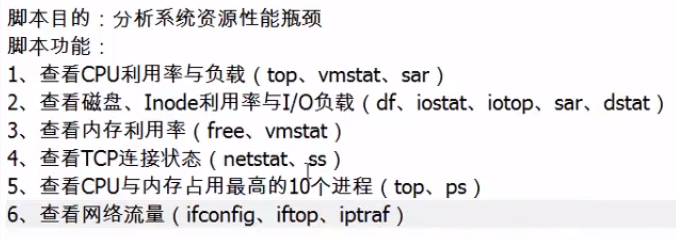 脚本目的：分析系统资源性能瓶颈
脚本功能：
1、查看CPU利用率与负载（top、vmstat、sar）
2、查看磁盘、Inode利用率与I/O负载（df、iostat、iotop、sar、dstat）
3、查看内存利用率（free、vmstat）
4、查看TCP连接状态（netstat、ss）
5、查看CPU与内存占用最高的10个进程（top、ps）
6、查看网络流量（ifconfig、iftop、iptraf）